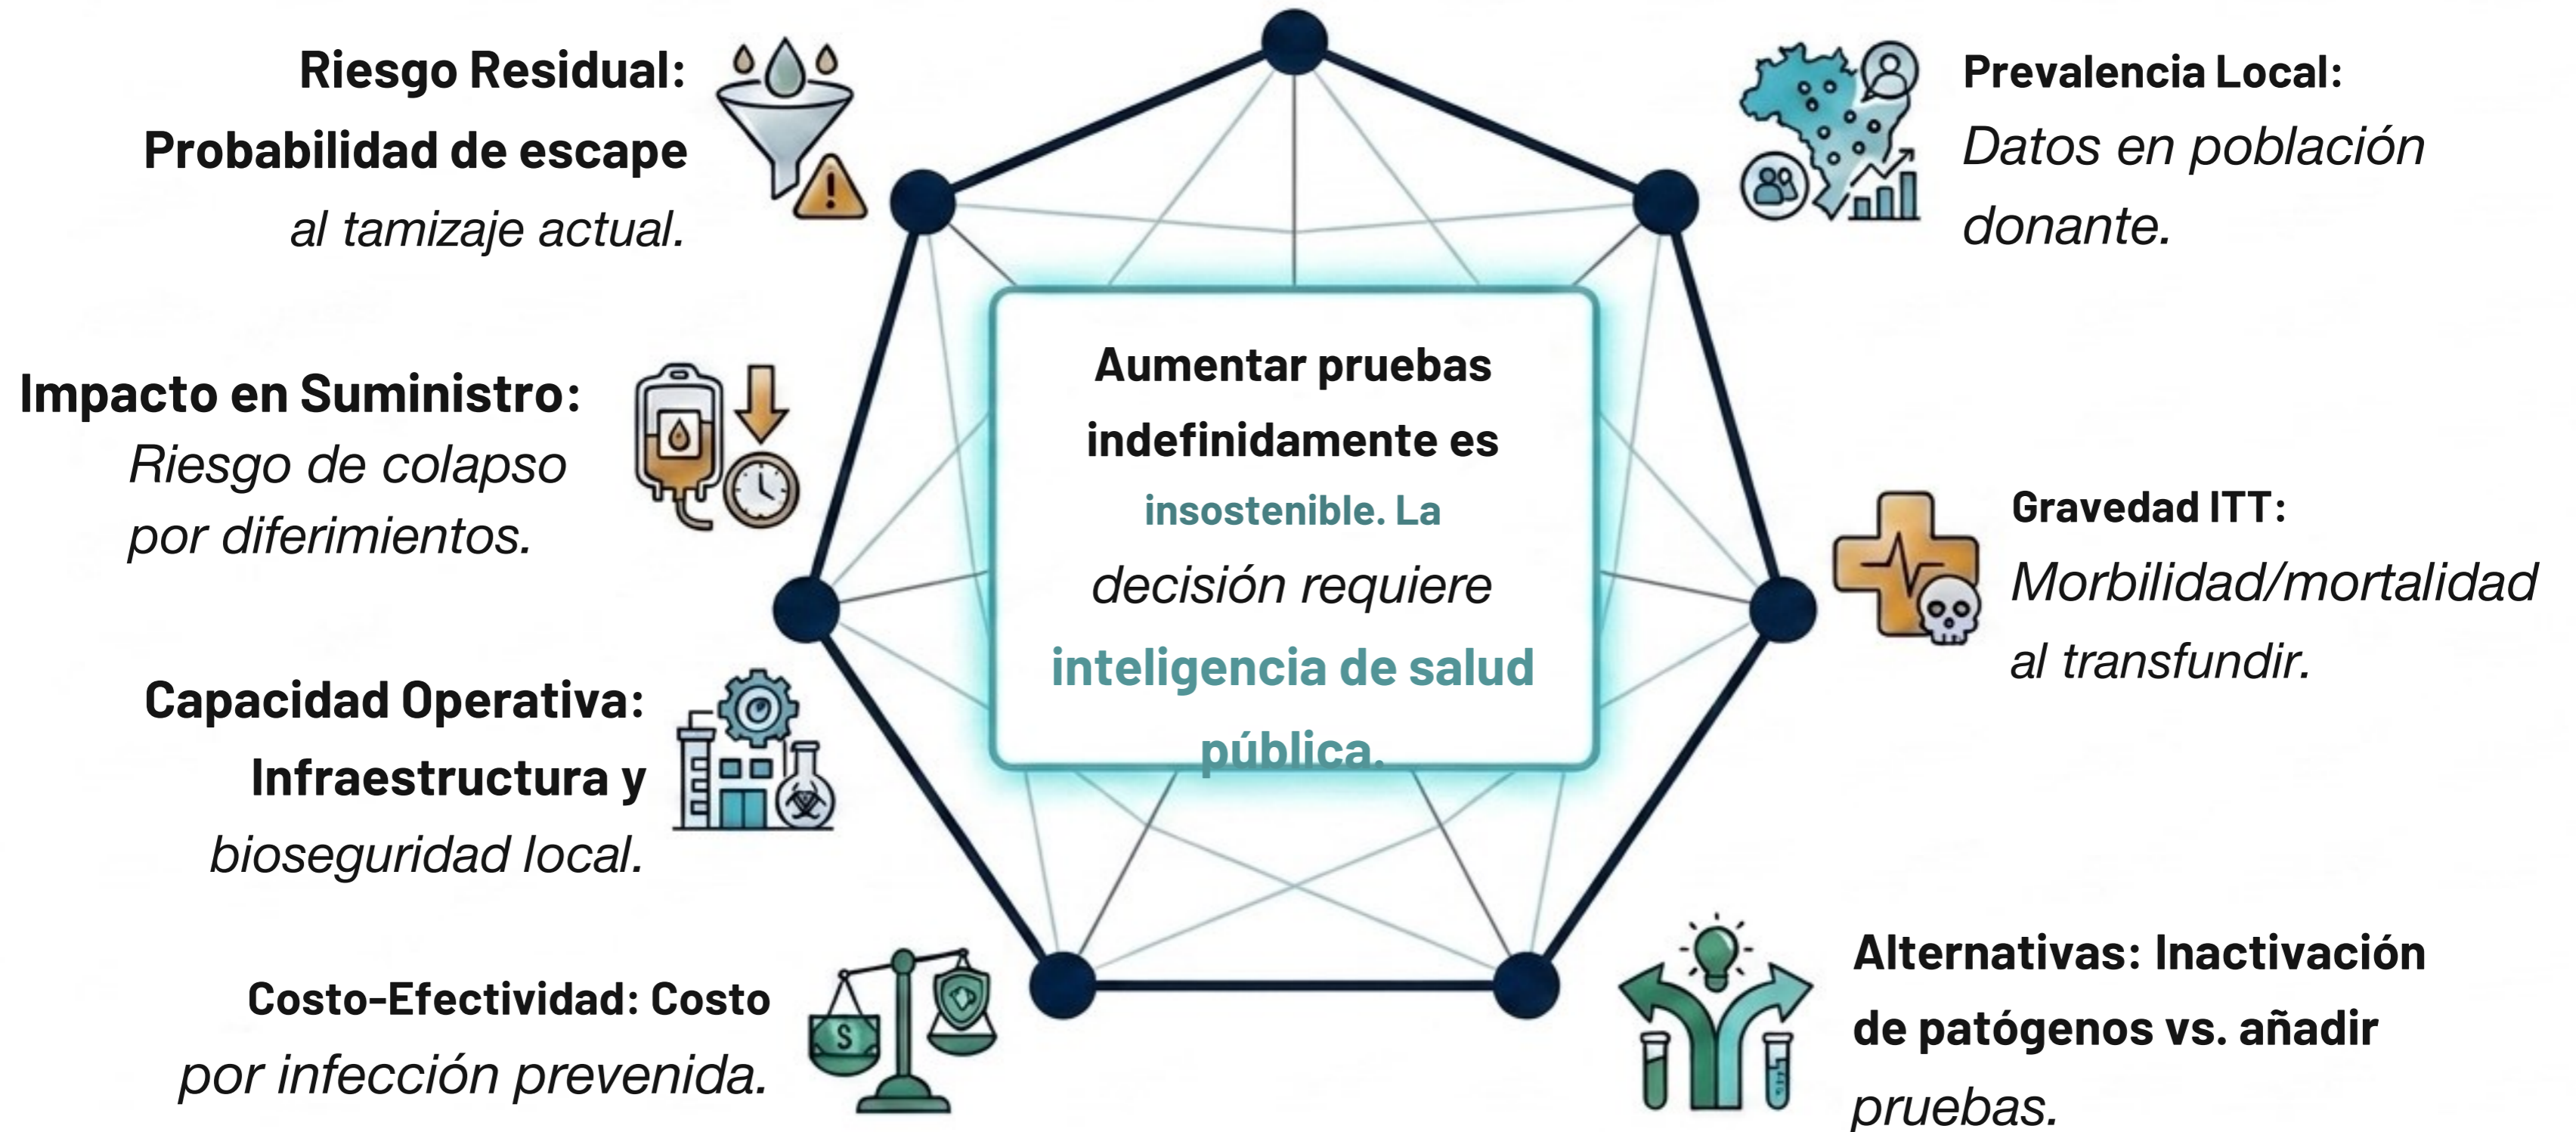 Riesgo Residual:
Probabilidad de escape
al tamizaje actual.
Prevalencia Local:
Datos en población
donante.
Impacto en Suministro:
Riesgo de colapso
por diferimientos.
Aumentar pruebas
indefinidamente es
insostenible. La
decisión requiere
inteligencia de salud
pública.
Gravedad ITT:
Morbilidad/mortalidad
al transfundir.
Capacidad Operativa:
Infraestructura y
bioseguridad local.
Costo-Efectividad: Costo
por infección prevenida.
$
Alternativas: Inactivación
de patógenos vs. añadir
pruebas.